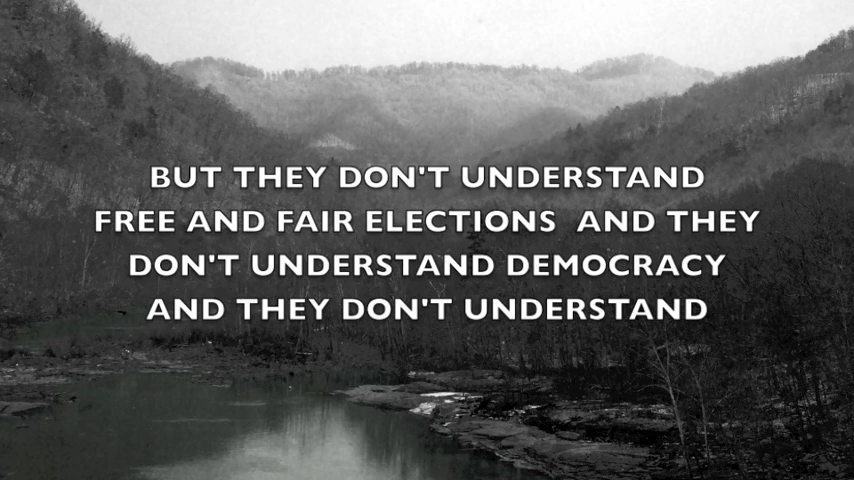 BUT THEY DON'T UNDERSTAND
FREE AND FAIR ELECTIONS  AND THEY
DON'T UNDERSTAND DEMOCRACY
AND THEY DON'T UNDERSTAND